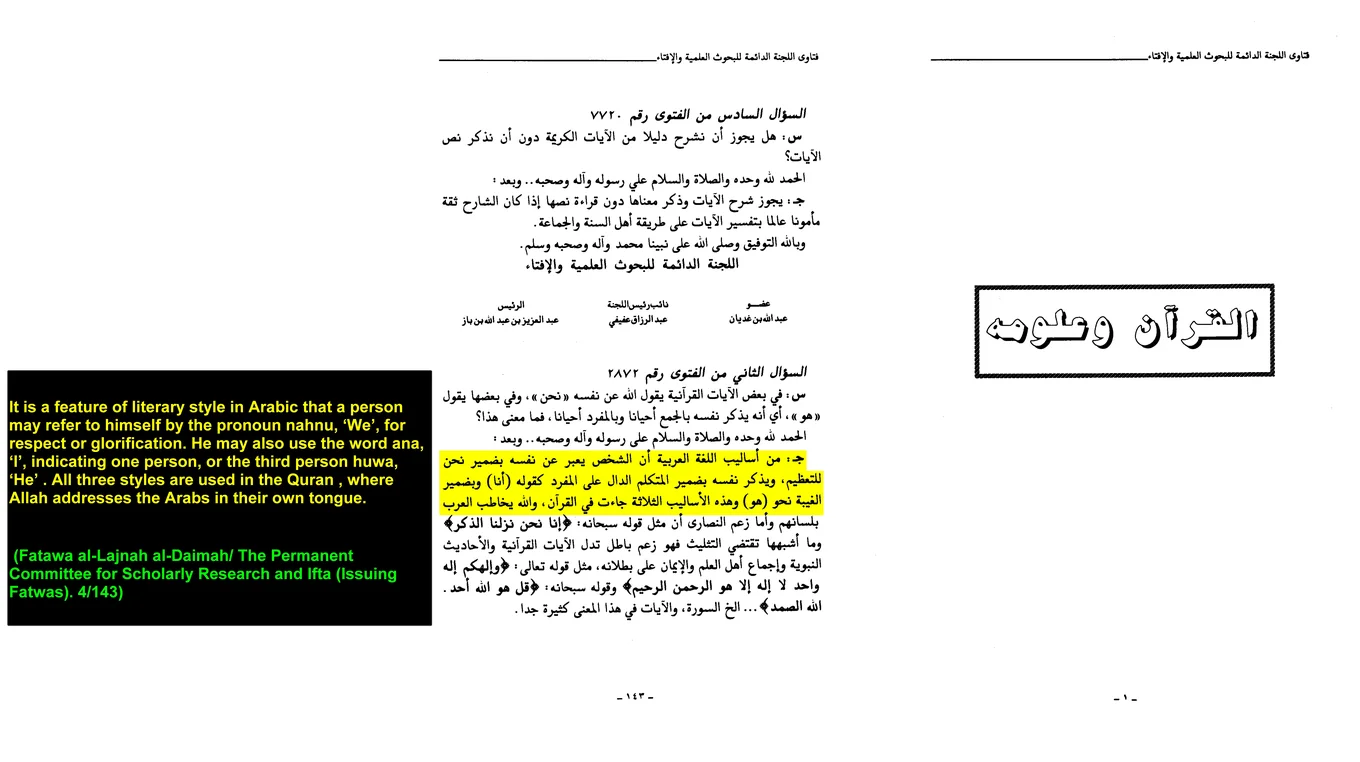 فتاوى اللجنة الدائمة للبحوث العلمية والإفتاء
القرآن وعلومه
ـ ١ ـ
فتاوى اللجنة الدائمة للبحوث العلمية والإفتاء
السؤال السادس من الفتوى رقم ٧٧٢٠
س: هل يجوز أن نشرح دليلا من الآيات الكريمة دون أن نذكر نص
الآيات؟
الحمد لله وحده والصلاة والسلام علي رسوله وآله وصحبه.. وبعد:
جـ: يجوز شرح الآيات وذكر معناها دون قراءة نصها إذا كان الشارح ثقة
مأمونا عالما بتفسير الآيات على طريقة أهل السنة والجماعة.
وبالله التوفيق وصلى الله على نبينا محمد وآله وصحبه وسلم.
اللجنة الدائمة للبحوث العلمية والإفتاء
عضـو نائب رئيس اللجنة الرئيس
عبد الله بن غديان عبد الرزاق عفيفي عبد العزيز بن عبد الله بن باز
السؤال الثاني من الفتوى رقم ٢٨٧٢
س: في بعض الآيات القرآنية يقول الله عن نفسه «نحن»، وفي بعضها يقول
«هو»، أي أنه يذكر نفسه بالجمع أحيانا وبالمفرد أحيانا، فما معنى هذا؟
الحمد لله وحده والصلاة والسلام على رسوله وآله وصحبه.. وبعد:
جـ: من أساليب اللغة العربية أن الشخص يعبر عن نفسه بضمير نحن
للتعظيم، ويذكر نفسه بضمير المتكلم الدال على المفرد كقوله (أنا) وبضمير
الغيبة نحو (هو) وهذه الأساليب الثلاثة جاءت في القرآن، والله يخاطب العرب
بلسانهم وأما زعم النصارى أن مثل قوله سبحانه: ﴿إنا نحن نزلنا الذكر﴾
وما أشبهها تقتضي التثليث فهو زعم باطل تدل الآيات القرآنية والأحاديث
النبوية وإجماع أهل العلم والإيمان على بطلانه، مثل قوله تعالى: ﴿وإلهكم إله
واحد لا إله إلا هو الرحمن الرحيم﴾ وقوله سبحانه: ﴿قل هو الله أحد.
الله الصمد﴾... الخ السورة، والآيات في هذا المعنى كثيرة جدا.
ـ ١٤٣ ـ
It is a feature of literary style in Arabic that a person
may refer to himself by the pronoun nahnu, ‘We’, for
respect or glorification. He may also use the word ana,
‘I’, indicating one person, or the third person huwa,
‘He’ . All three styles are used in the Quran , where
Allah addresses the Arabs in their own tongue.
(Fatawa al-Lajnah al-Daimah/ The Permanent
Committee for Scholarly Research and Ifta (Issuing
Fatwas). 4/143)